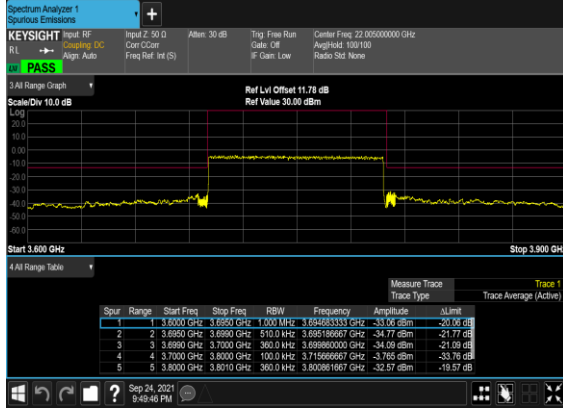 Spectrum Analyzer 1
Spurious Emissions
+
KEYSIGHT Input: RF Input Z: 50 Ω Atten: 30 dB Trig: Free Run Center Freq: 22.005000000 GHz
RL Coupling: DC Corr CCorr Gate: Off Avg|Hold: 100/100
Align: Auto Freq Ref: Int (S) IF Gain: Low Radio Std: None
LXI PASS
3 All Range Graph
Ref Lvl Offset 11.78 dB
Scale/Div 10.0 dB Ref Value 30.00 dBm
Log
20.0
10.0
0.00
-10.0
-20.0
-30.0
-40.0
-50.0
-60.0
Start 3.600 GHz Stop 3.900 GHz
4 All Range Table
Measure Trace Trace 1
Trace Type Trace Average (Active)
Spur Range Start Freq Stop Freq RBW Frequency Amplitude ΔLimit
1 1 3.6000 GHz 3.6950 GHz 1.000 MHz 3.694683333 GHz -33.06 dBm -20.06 dB
2 2 3.6950 GHz 3.6990 GHz 510.0 kHz 3.695186667 GHz -34.77 dBm -21.77 dB
3 3 3.6990 GHz 3.7000 GHz 360.0 kHz 3.699860000 GHz -34.09 dBm -21.09 dB
4 4 3.7000 GHz 3.8000 GHz 100.0 kHz 3.715666667 GHz -3.765 dBm -33.76 dB
5 5 3.8000 GHz 3.8010 GHz 360.0 kHz 3.800861667 GHz -32.57 dBm -19.57 dB
?
Sep 24, 2021
9:49:46 PM